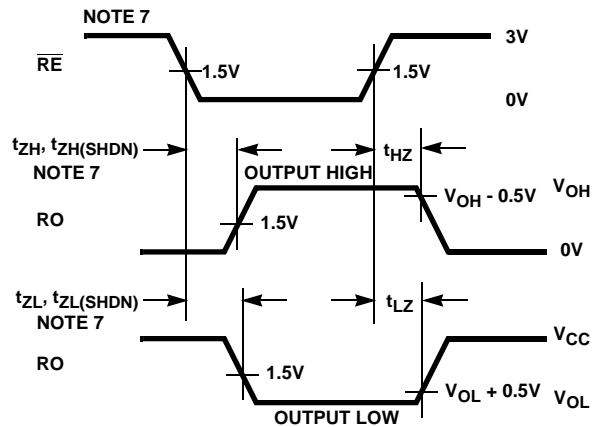 NOTE 7
RE
1.5V
1.5V
3V
0V
tZH, tZH(SHDN)
NOTE 7
OUTPUT HIGH
tHZ
RO
1.5V
VOH - 0.5V
VOH
0V
tZL, tZL(SHDN)
NOTE 7
tLZ
RO
1.5V
OUTPUT LOW
VCC
VOL + 0.5V
VOL